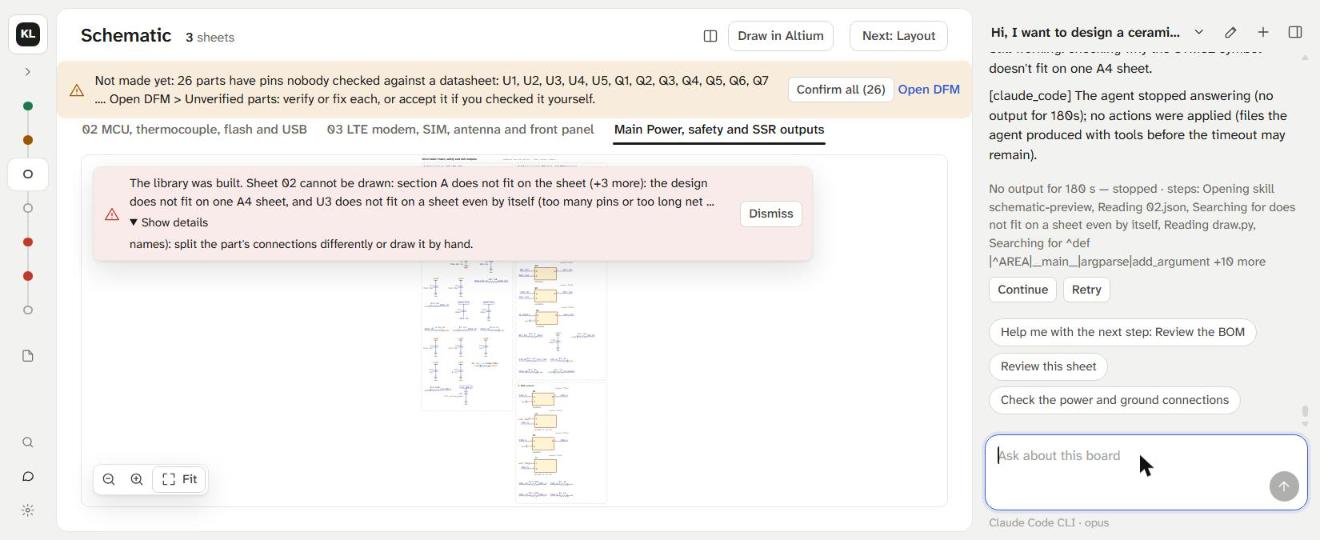 KL
Schematic 3 sheets
Draw in Altium
Next: Layout
Not made yet: 26 parts have pins nobody checked against a datasheet: U1, U2, U3, U4, U5, Q1, Q2, Q3, Q4, Q5, Q6, Q7
.... Open DFM > Unverified parts: verify or fix each, or accept it if you checked it yourself.
Confirm all (26)
Open DFM
02 MCU, thermocouple, flash and USB
03 LTE modem, SIM, antenna and front panel
Main Power, safety and SSR outputs
The library was built. Sheet 02 cannot be drawn: section A does not fit on the sheet (+3 more): the design
does not fit on one A4 sheet, and U3 does not fit on a sheet even by itself (too many pins or too long net ...
▼ Show details
names): split the part's connections differently or draw it by hand.
Dismiss
Fit
Hi, I want to design a cerami...
doesn't fit on one A4 sheet.
[claude_code] The agent stopped answering (no
output for 180s); no actions were applied (files the
agent produced with tools before the timeout may
remain).
No output for 180 s — stopped · steps: Opening skill
schematic-preview, Reading 02.json, Searching for does
not fit on a sheet even by itself, Reading draw.py,
Searching for ^def
|^AREA|__main__|argparse|add_argument +10 more
Continue
Retry
Help me with the next step: Review the BOM
Review this sheet
Check the power and ground connections
Ask about this board
Claude Code CLI · opus